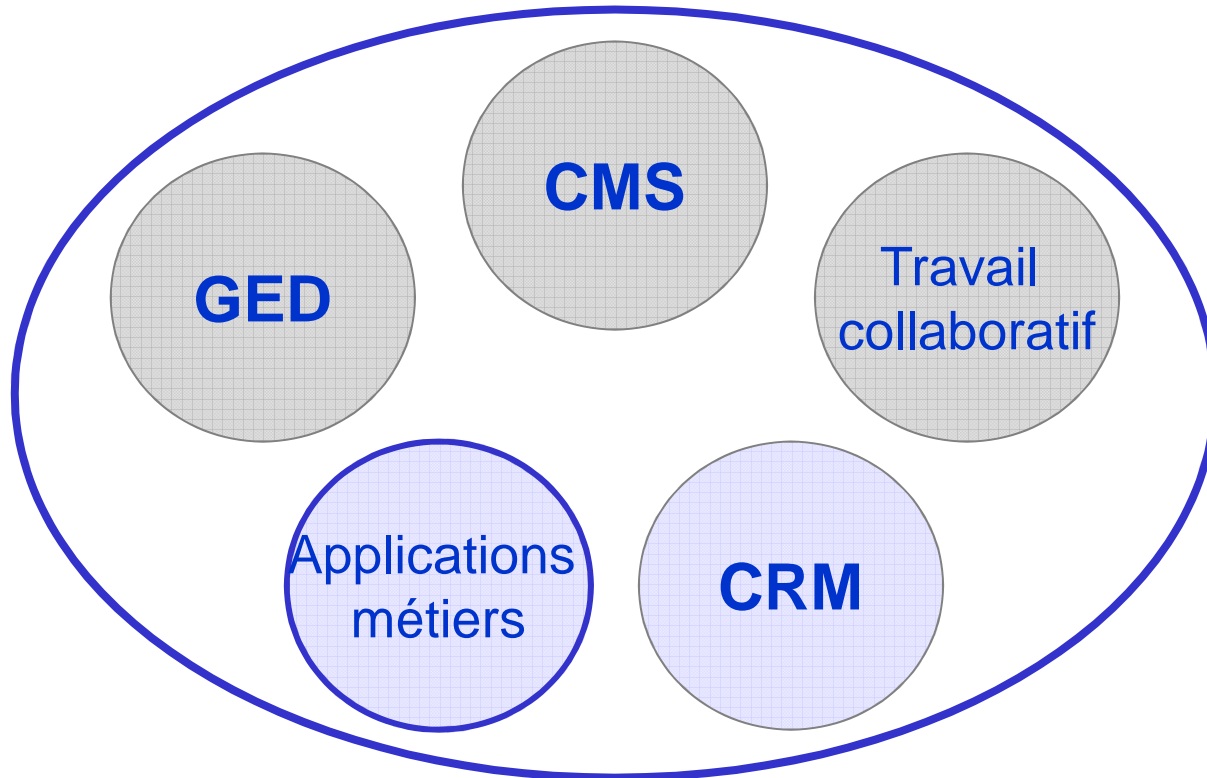 CMS
GED
Travail
collaboratif
Applications
métiers
CRM